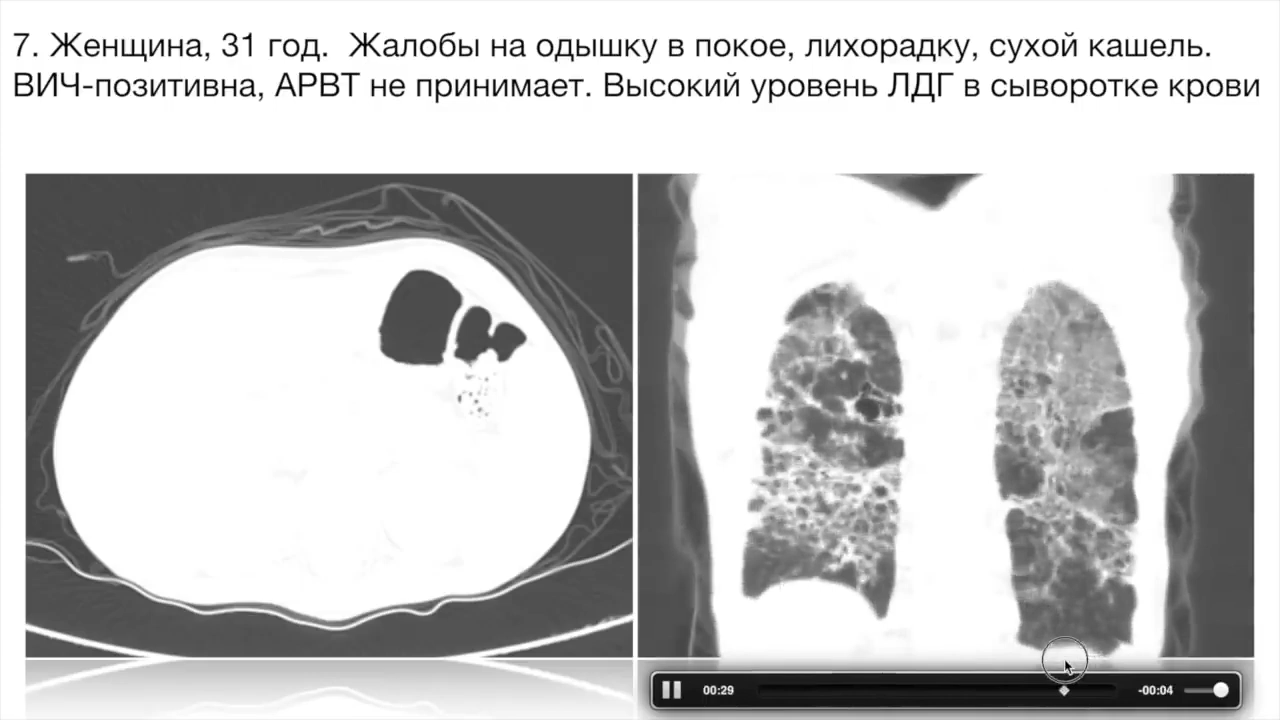 7. Женщина, 31 год. Жалобы на одышку в покое, лихорадку, сухой кашель.
ВИЧ-позитивна, АРВТ не принимает. Высокий уровень ЛДГ в сыворотке крови
00:29
-00:04